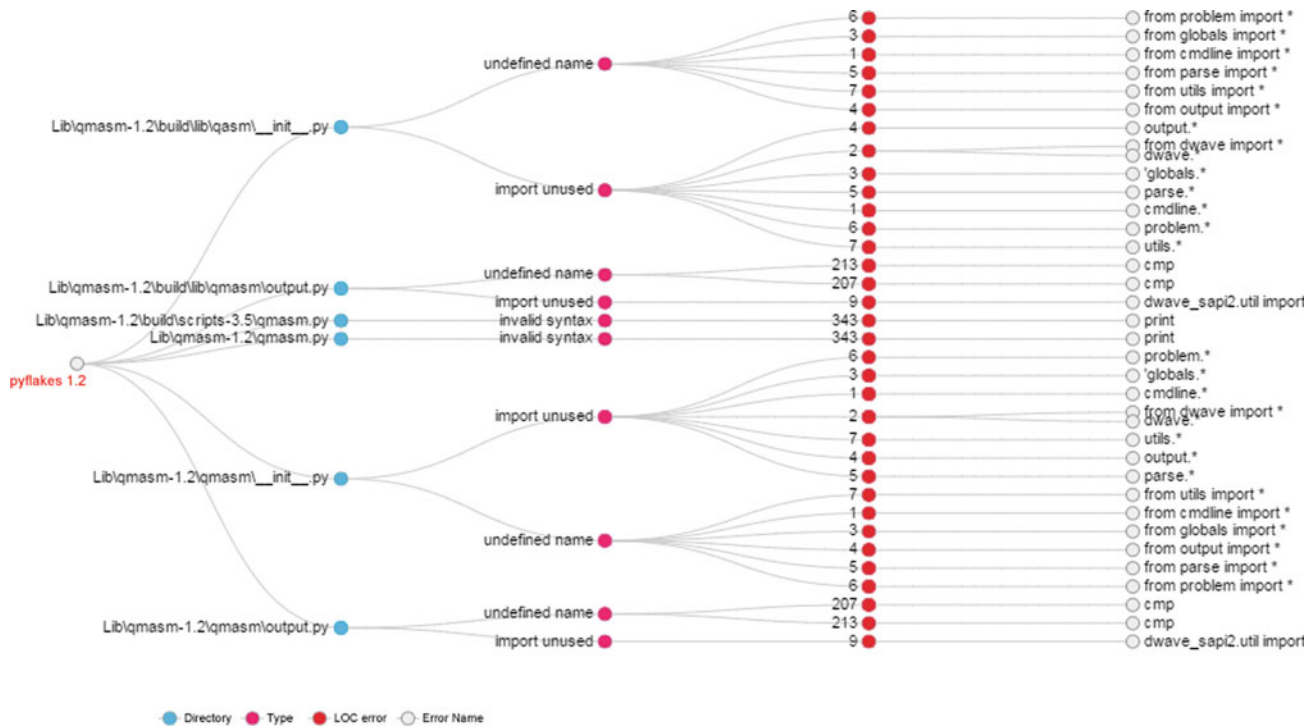 6 from problem import *
3 from globals import *
1 from cmdline import *
undefined name
5 from parse import *
7 from utils import *
4 from output import *
Lib\qmasm-1.2\build\lib\qasm\__init__.py
4 output.*
2 from dwave import *
dwave.*
3 'globals.*
import unused
5 parse.*
1 cmdline.*
6 problem.*
7 utils.*
213 cmp
undefined name
207 cmp
Lib\qmasm-1.2\build\lib\qmasm\output.py
import unused 9 dwave_sapi2.util import
Lib\qmasm-1.2\build\scripts-3.5\qmasm.py invalid syntax 343 print
Lib\qmasm-1.2\qmasm.py invalid syntax 343 print
pyflakes 1.2
6 problem.*
3 'globals.*
1 cmdline.*
import unused
2 from dwave import *
dwave.*
7 utils.*
4 output.*
5 parse.*
Lib\qmasm-1.2\qmasm\__init__.py
7 from utils import *
1 from cmdline import *
3 from globals import *
undefined name
4 from output import *
5 from parse import *
6 from problem import *
207 cmp
undefined name
213 cmp
Lib\qmasm-1.2\qmasm\output.py
import unused 9 dwave_sapi2.util import
Directory Type LOC error Error Name